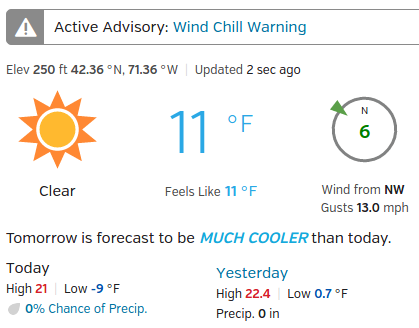 Active Advisory: Wind Chill Warning
Elev 250 ft 42.36 °N, 71.36 °W | Updated 2 sec ago
11 °F
N
6
Clear
Feels Like 11 °F
Wind from NW
Gusts 13.0 mph
Tomorrow is forecast to be MUCH COOLER than today.
Today
High 21 | Low -9 °F
0% Chance of Precip.
Yesterday
High 22.4 | Low 0.7 °F
Precip. 0 in